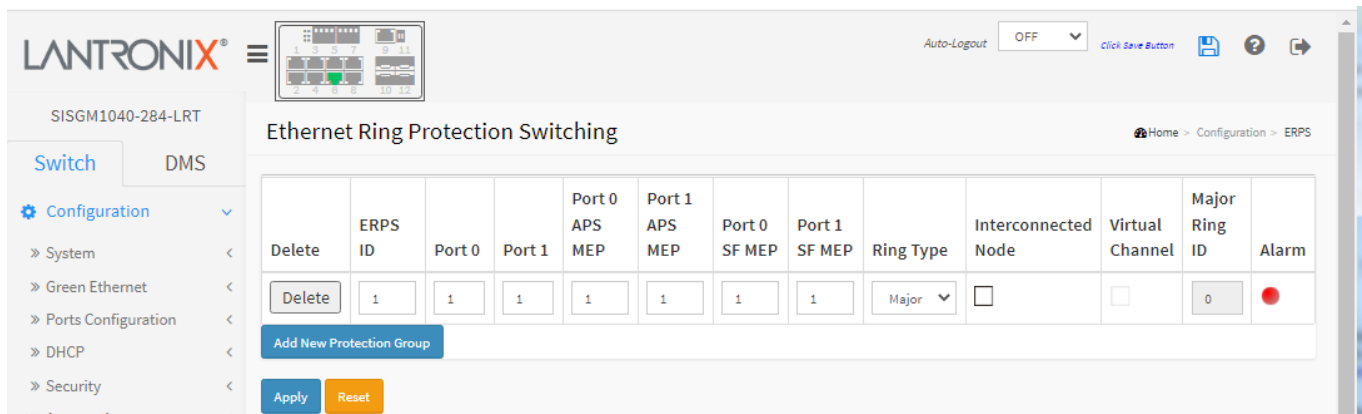 LANTRONIX®
1 3 5 7 9 11
2 4 6 8 10 12
Auto-Logout OFF Click Save Button
SISGM1040-284-LRT
Switch DMS
Configuration
» System
» Green Ethernet
» Ports Configuration
» DHCP
» Security
Ethernet Ring Protection Switching
Home > Configuration > ERPS
Delete ERPS ID Port 0 Port 1 Port 0 APS MEP Port 1 APS MEP Port 0 SF MEP Port 1 SF MEP Ring Type Interconnected Node Virtual Channel Major Ring ID Alarm
Delete 1 1 1 1 1 1 1 Major 0
Add New Protection Group
Apply Reset